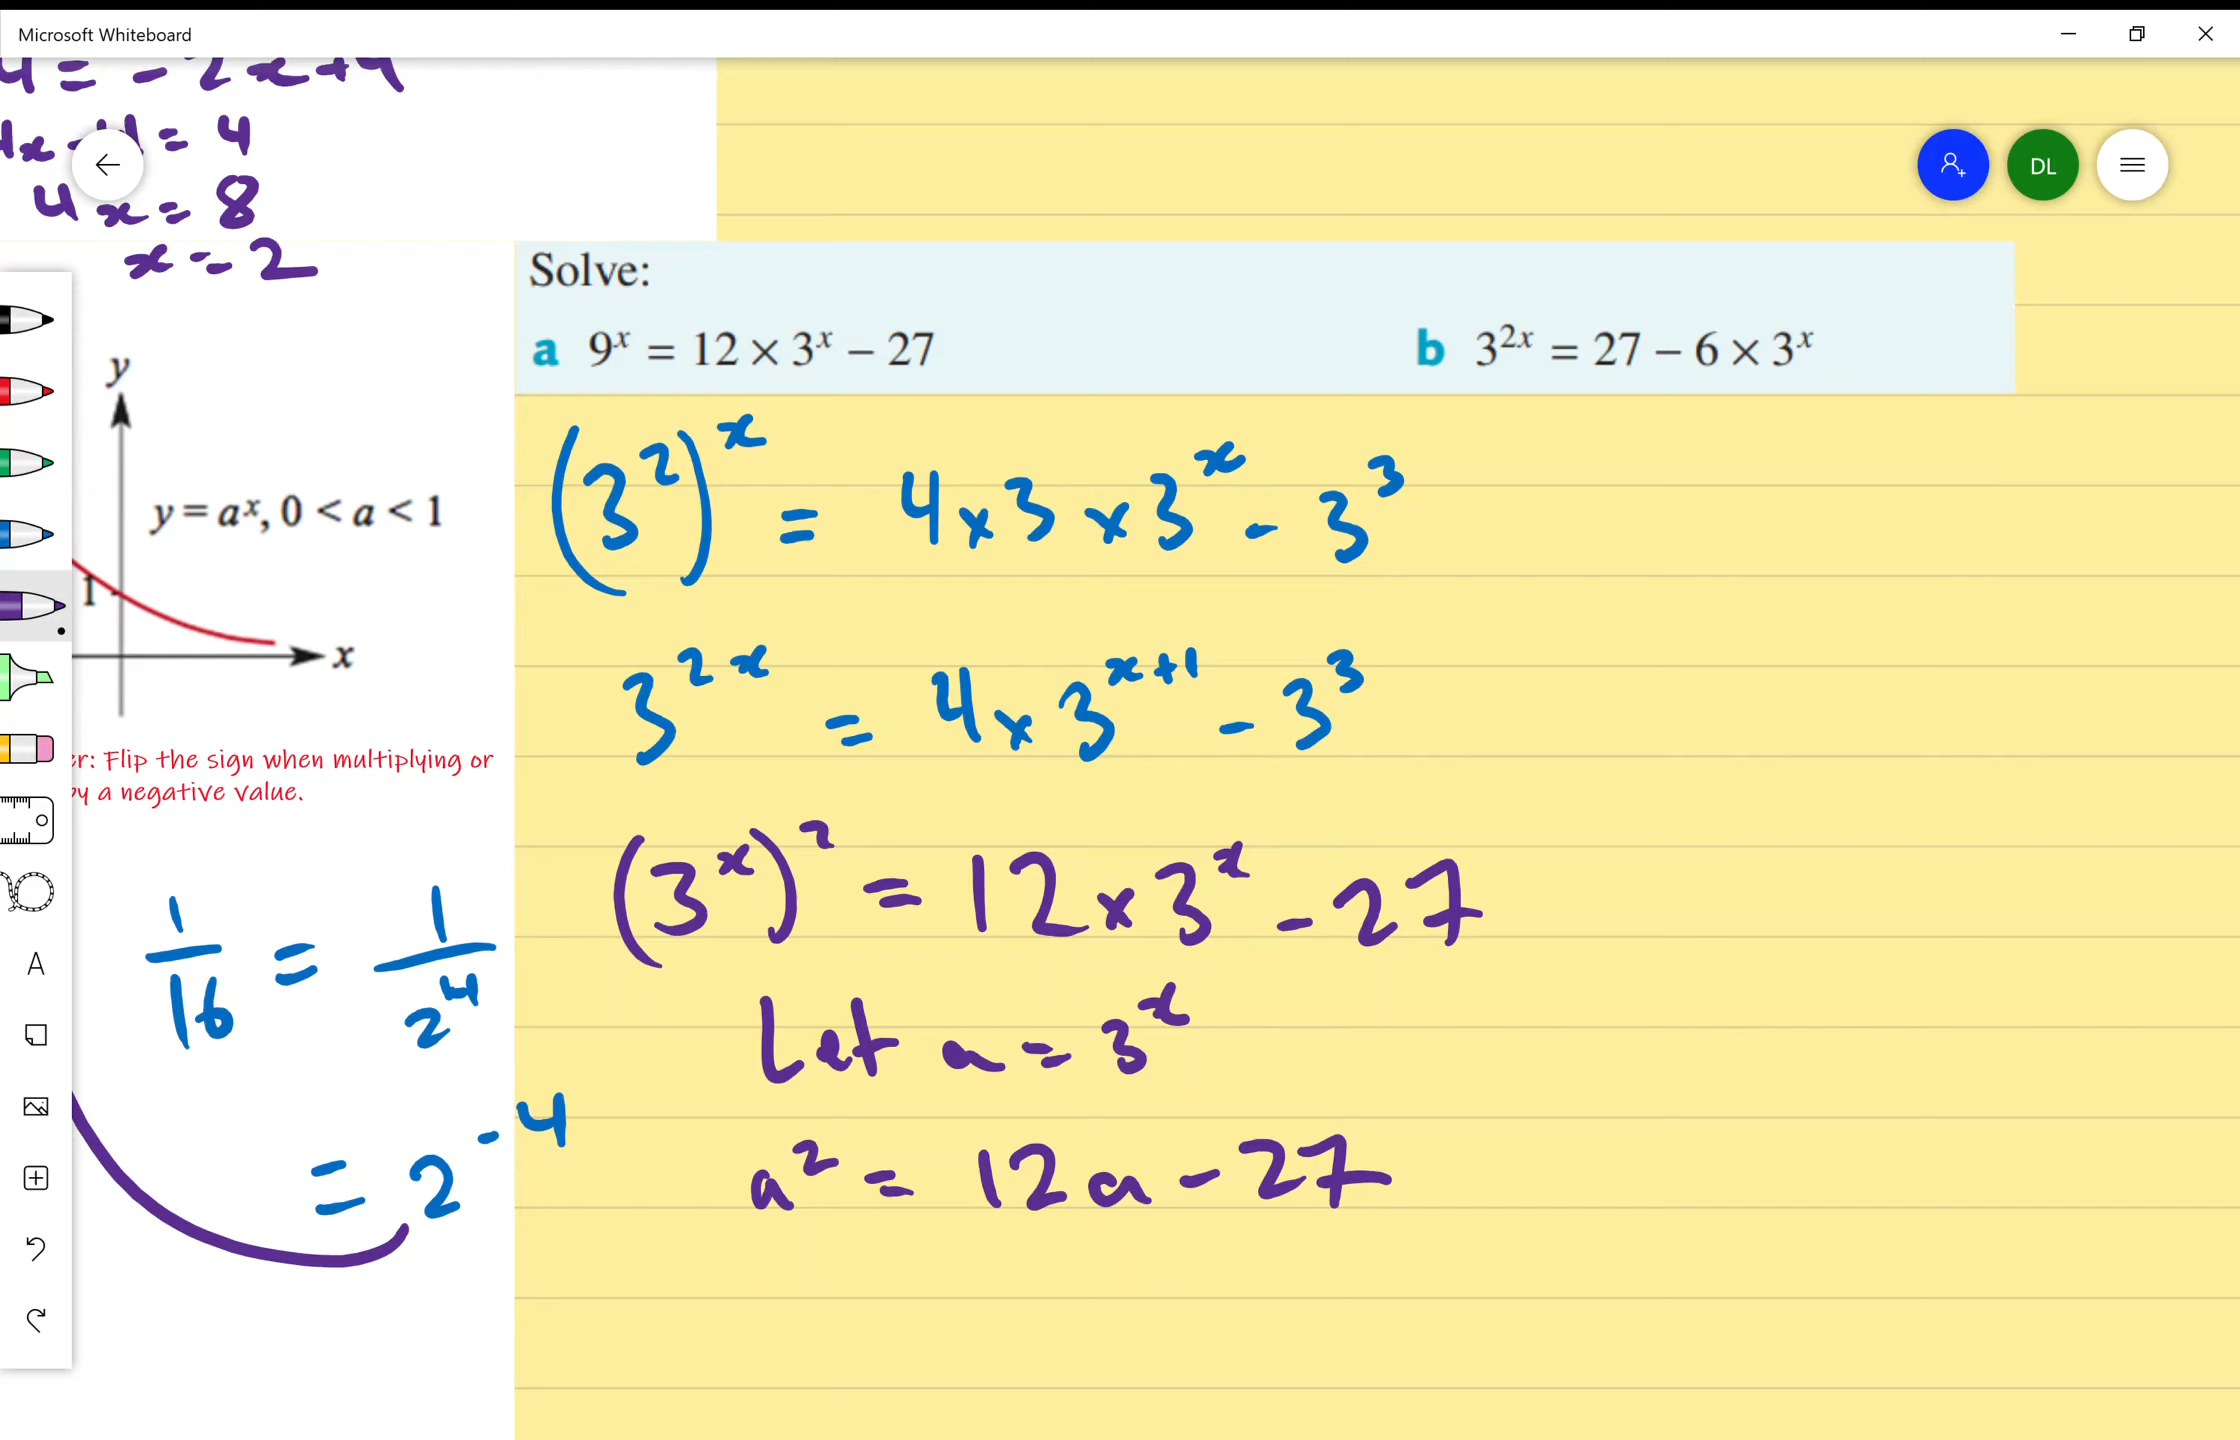 Microsoft Whiteboard
= -2x+4
= 4
4x = 8
x = 2
DL
Solve:
a 9^x = 12 × 3^x − 27
b 3^{2x} = 27 − 6 × 3^x
y
y = a^x, 0 < a < 1
1
x
er: Flip the sign when multiplying or
by a negative value.
1/16 = 1/2^4
= 2^{-4}
(3^2)^x = 4 × 3 × 3^x - 3^3
3^{2x} = 4 × 3^{x+1} - 3^3
(3^x)^2 = 12 × 3^x - 27
Let a = 3^x
a^2 = 12a - 27
A